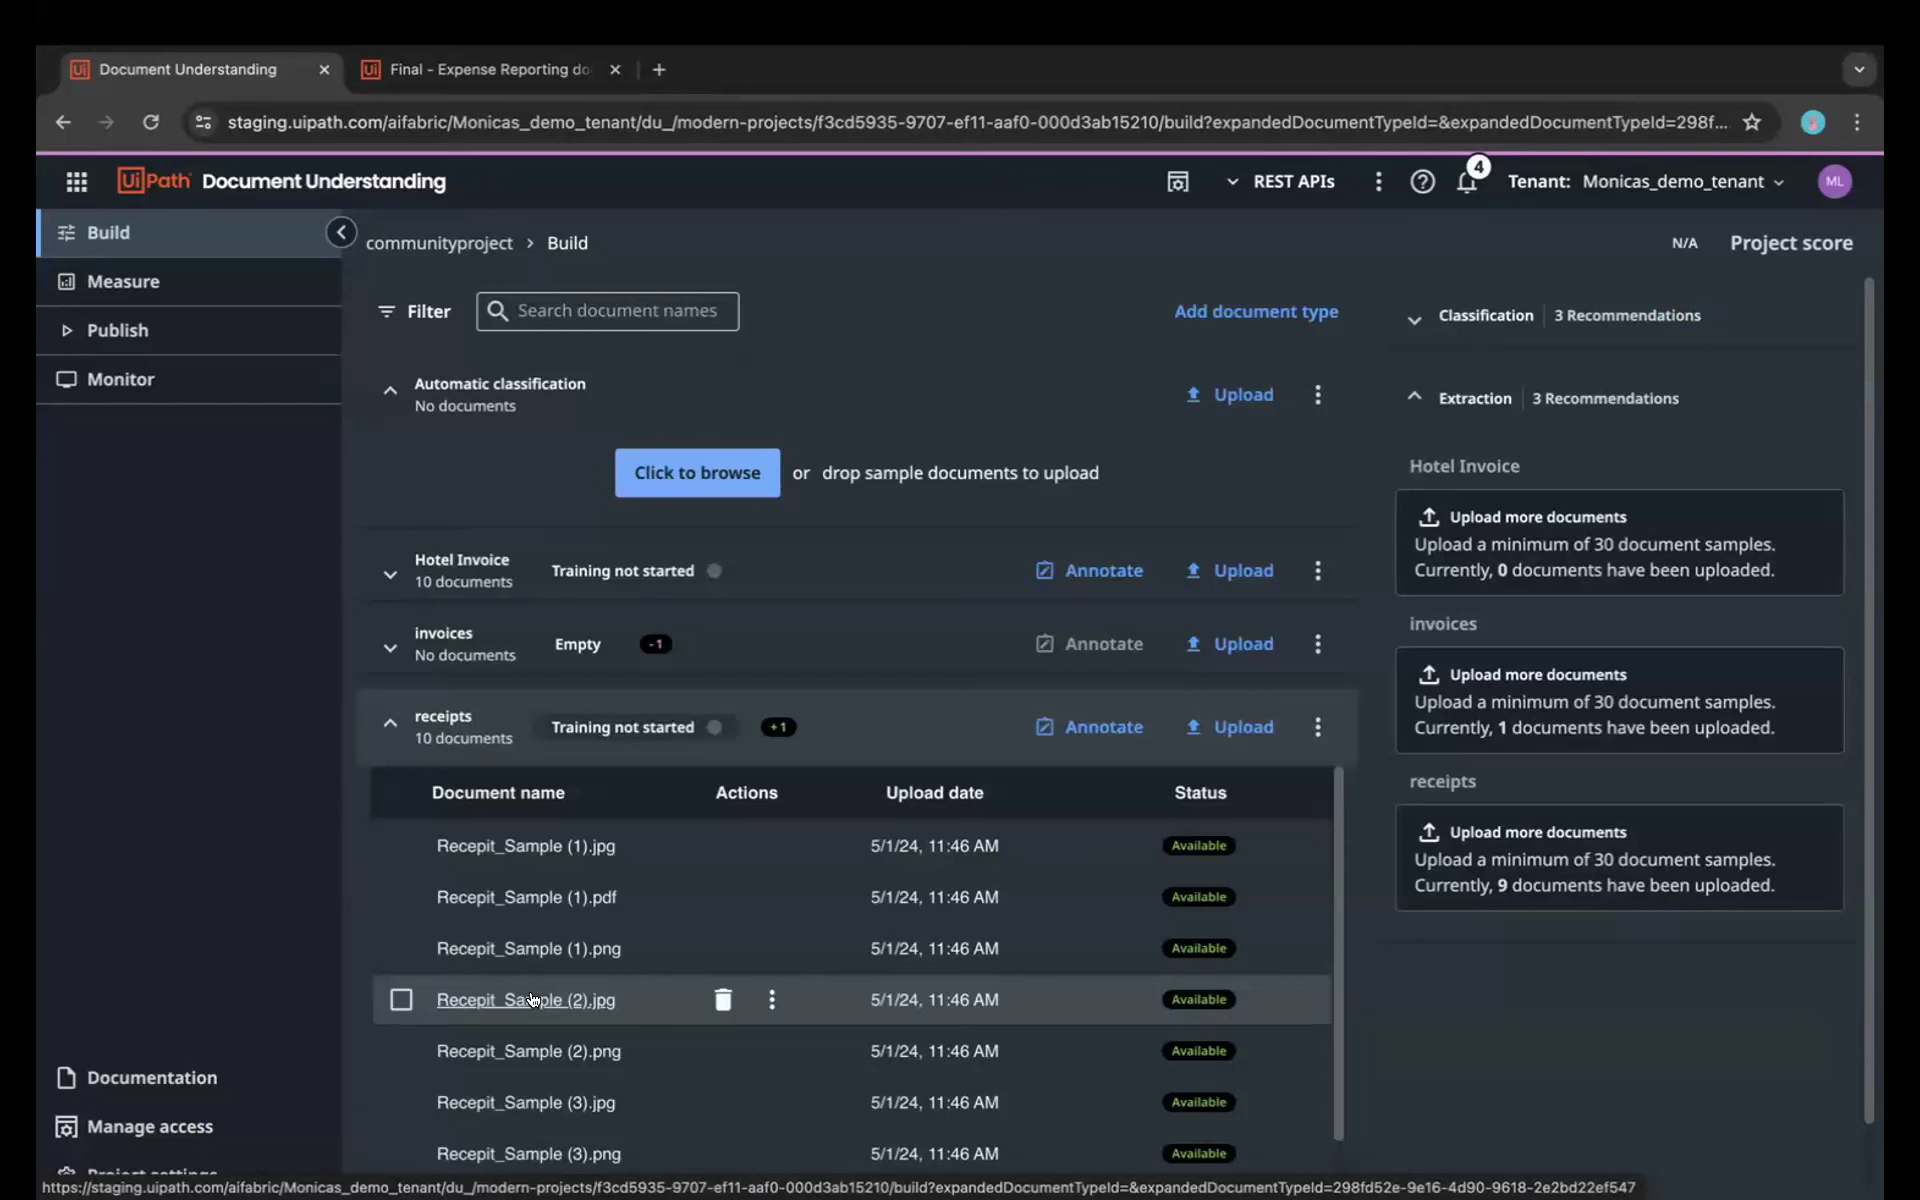 Document Understanding
Final - Expense Reporting do
staging.uipath.com/aifabric/Monicas_demo_tenant/du_/modern-projects/f3cd5935-9707-ef11-aaf0-000d3ab15210/build?expandedDocumentTypeId=&expandedDocumentTypeId=298f...
UiPath Document Understanding
REST APIs
4
Tenant: Monicas_demo_tenant
ML
Build
Measure
Publish
Monitor
communityproject > Build
N/A Project score
Filter
Search document names
Add document type
Automatic classification
No documents
Upload
Click to browse or drop sample documents to upload
Hotel Invoice
10 documents
Training not started
Annotate
Upload
invoices
No documents
Empty
-1
Annotate
Upload
receipts
10 documents
Training not started
+1
Annotate
Upload
Document name Actions Upload date Status
Recepit_Sample (1).jpg 5/1/24, 11:46 AM Available
Recepit_Sample (1).pdf 5/1/24, 11:46 AM Available
Recepit_Sample (1).png 5/1/24, 11:46 AM Available
Recepit_Sample (2).jpg 5/1/24, 11:46 AM Available
Recepit_Sample (2).png 5/1/24, 11:46 AM Available
Recepit_Sample (3).jpg 5/1/24, 11:46 AM Available
Recepit_Sample (3).png 5/1/24, 11:46 AM Available
Classification 3 Recommendations
Extraction 3 Recommendations
Hotel Invoice
Upload more documents
Upload a minimum of 30 document samples.
Currently, 0 documents have been uploaded.
invoices
Upload more documents
Upload a minimum of 30 document samples.
Currently, 1 documents have been uploaded.
receipts
Upload more documents
Upload a minimum of 30 document samples.
Currently, 9 documents have been uploaded.
Documentation
Manage access
Project settings
https://staging.uipath.com/aifabric/Monicas_demo_tenant/du_/modern-projects/f3cd5935-9707-ef11-aaf0-000d3ab15210/build?expandedDocumentTypeId=&expandedDocumentTypeId=298fd52e-9e16-4d90-9618-2e2bd22ef547